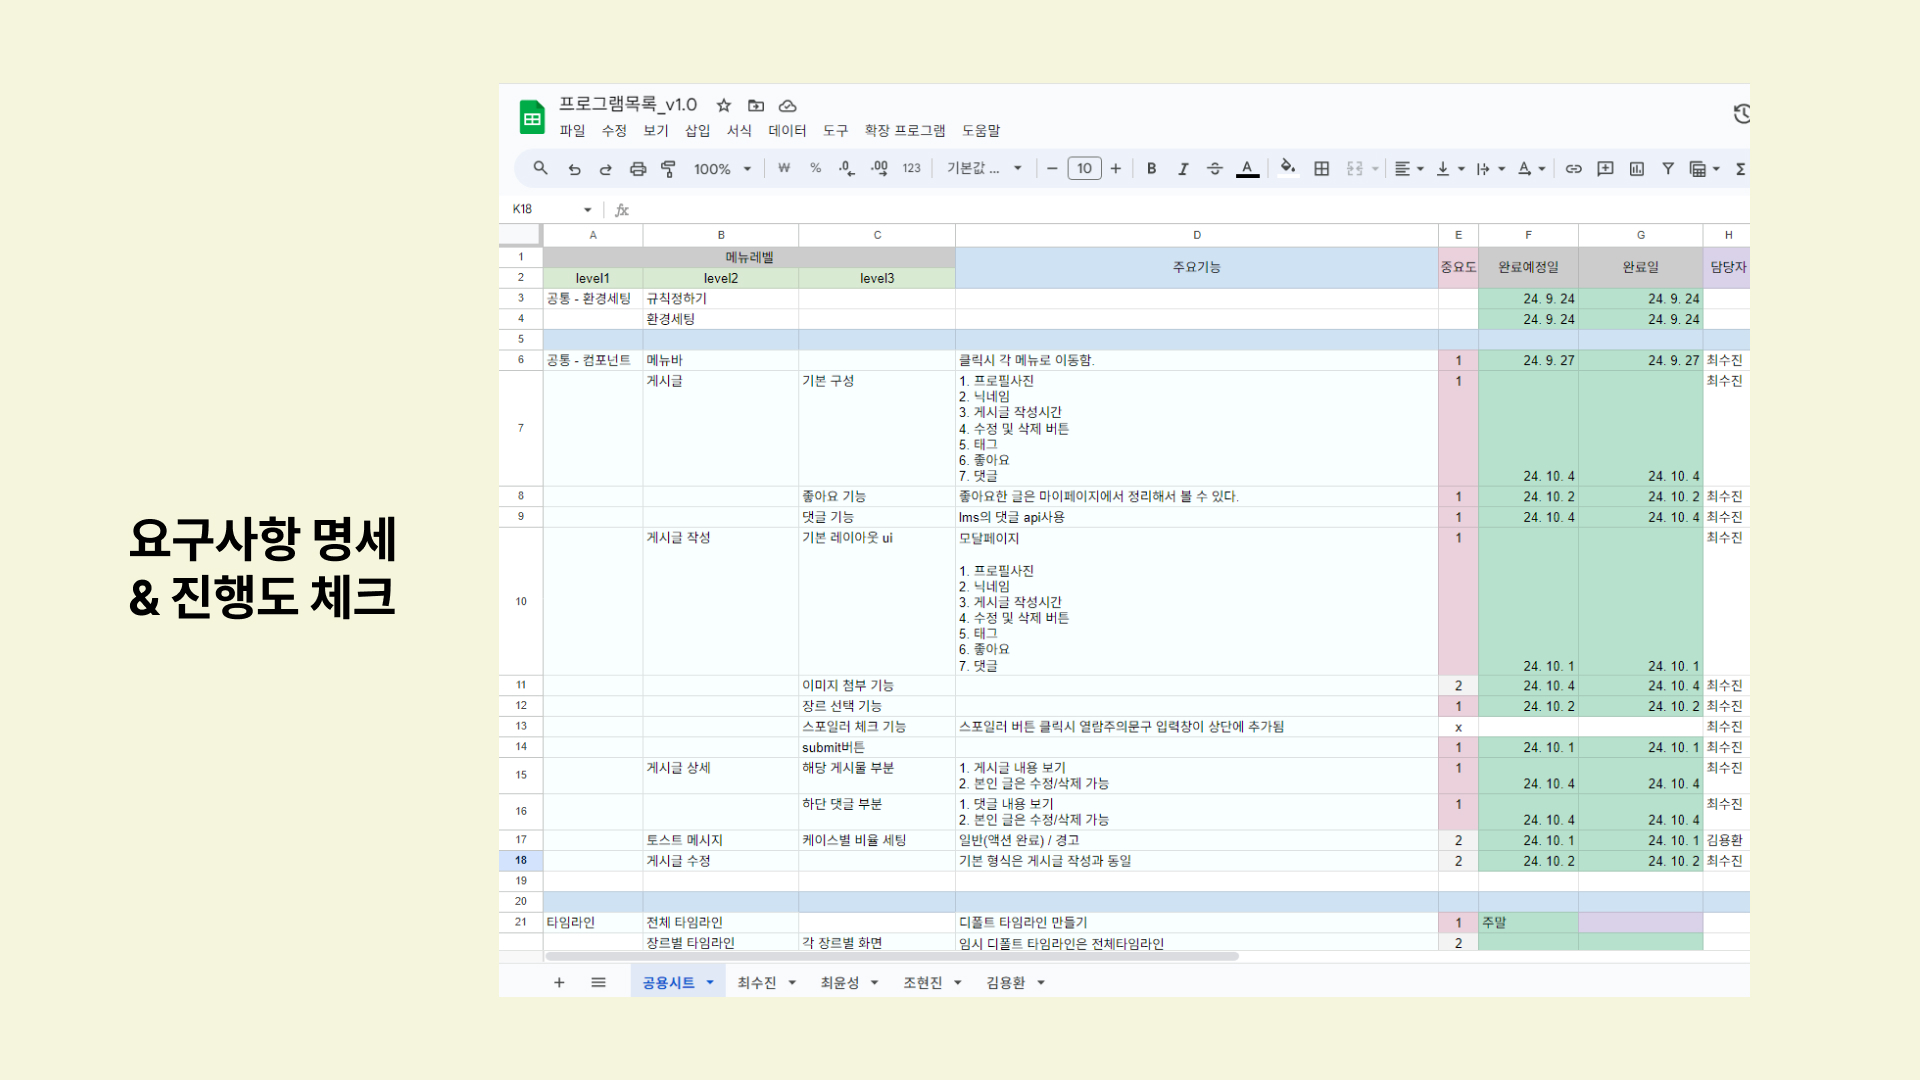 요구사항 명세
& 진행도 체크
프로그램목록_v1.0
파일 수정 보기 삽입 서식 데이터 도구 확장 프로그램 도움말
100% ₩ % .0 .00 123 기본값 ... 10 B I A Σ
K18 fx
A B C D E F G H
1 메뉴레벨 주요기능 중요도 완료예정일 완료일 담당자
2 level1 level2 level3
3 공통 - 환경세팅 규칙정하기 24. 9. 24 24. 9. 24
4 환경세팅 24. 9. 24 24. 9. 24
5
6 공통 - 컴포넌트 메뉴바 클릭시 각 메뉴로 이동함. 1 24. 9. 27 24. 9. 27 최수진
7 게시글 기본 구성 1. 프로필사진 1 최수진
2. 닉네임
3. 게시글 작성시간
4. 수정 및 삭제 버튼
5. 태그
6. 좋아요
7. 댓글 24. 10. 4 24. 10. 4
8 좋아요 기능 좋아요한 글은 마이페이지에서 정리해서 볼 수 있다. 1 24. 10. 2 24. 10. 2 최수진
9 댓글 기능 lms의 댓글 api사용 1 24. 10. 4 24. 10. 4 최수진
10 게시글 작성 기본 레이아웃 ui 모달페이지 1 최수진
1. 프로필사진
2. 닉네임
3. 게시글 작성시간
4. 수정 및 삭제 버튼
5. 태그
6. 좋아요
7. 댓글 24. 10. 1 24. 10. 1
11 이미지 첨부 기능 2 24. 10. 4 24. 10. 4 최수진
12 장르 선택 기능 1 24. 10. 2 24. 10. 2 최수진
13 스포일러 체크 기능 스포일러 버튼 클릭시 열람주의문구 입력창이 상단에 추가됨 x 최수진
14 submit버튼 1 24. 10. 1 24. 10. 1 최수진
15 게시글 상세 해당 게시물 부분 1. 게시글 내용 보기 1 최수진
2. 본인 글은 수정/삭제 가능 24. 10. 4 24. 10. 4
16 하단 댓글 부분 1. 댓글 내용 보기 1 최수진
2. 본인 글은 수정/삭제 가능 24. 10. 4 24. 10. 4
17 토스트 메시지 케이스별 비율 세팅 일반(액션 완료) / 경고 2 24. 10. 1 24. 10. 1 김용환
18 게시글 수정 기본 형식은 게시글 작성과 동일 2 24. 10. 2 24. 10. 2 최수진
19
20
21 타임라인 전체 타임라인 디폴트 타임라인 만들기 1 주말
장르별 타임라인 각 장르별 화면 임시 디폴트 타임라인은 전체타임라인 2
+ 공용시트 최수진 최윤성 조현진 김용환